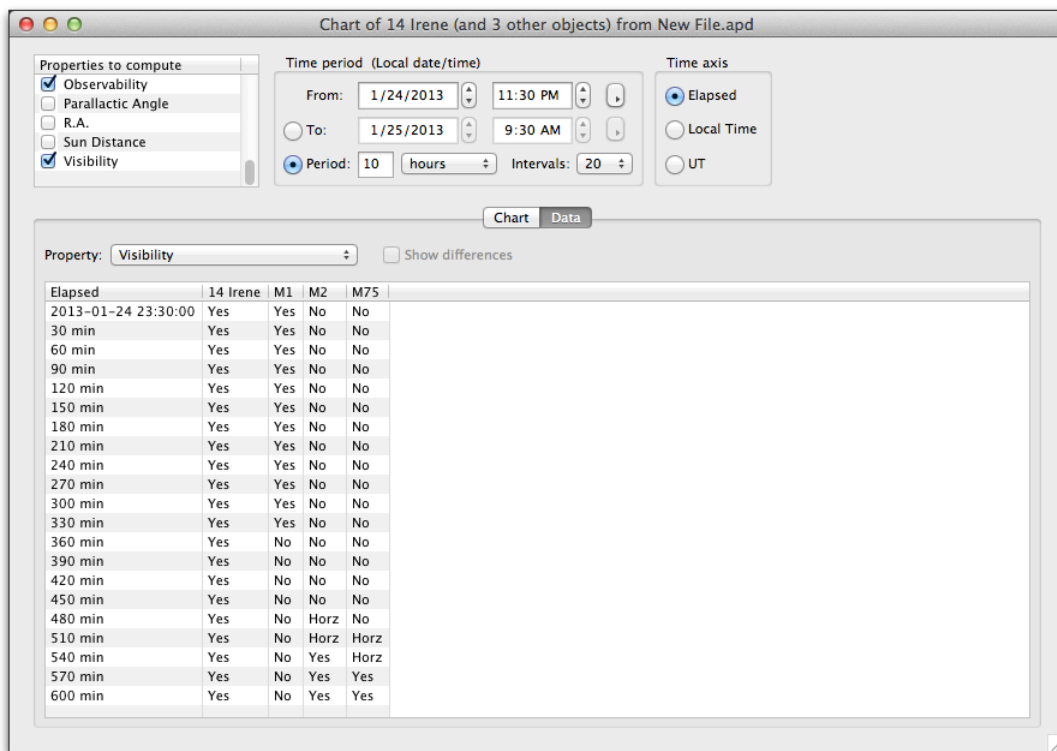 Chart of 14 Irene (and 3 other objects) from New File.apd
Properties to compute
Observability
Parallactic Angle
R.A.
Sun Distance
Visibility
Time period (Local date/time)
From: 1/24/2013 11:30 PM
To: 1/25/2013 9:30 AM
Period: 10 hours Intervals: 20
Time axis
Elapsed
Local Time
UT
Chart Data
Property: Visibility Show differences
Elapsed 14 Irene M1 M2 M75
2013-01-24 23:30:00 Yes Yes No No
30 min Yes Yes No No
60 min Yes Yes No No
90 min Yes Yes No No
120 min Yes Yes No No
150 min Yes Yes No No
180 min Yes Yes No No
210 min Yes Yes No No
240 min Yes Yes No No
270 min Yes Yes No No
300 min Yes Yes No No
330 min Yes Yes No No
360 min Yes No No No
390 min Yes No No No
420 min Yes No No No
450 min Yes No No No
480 min Yes No Horz No
510 min Yes No Horz Horz
540 min Yes No Yes Horz
570 min Yes No Yes Yes
600 min Yes No Yes Yes